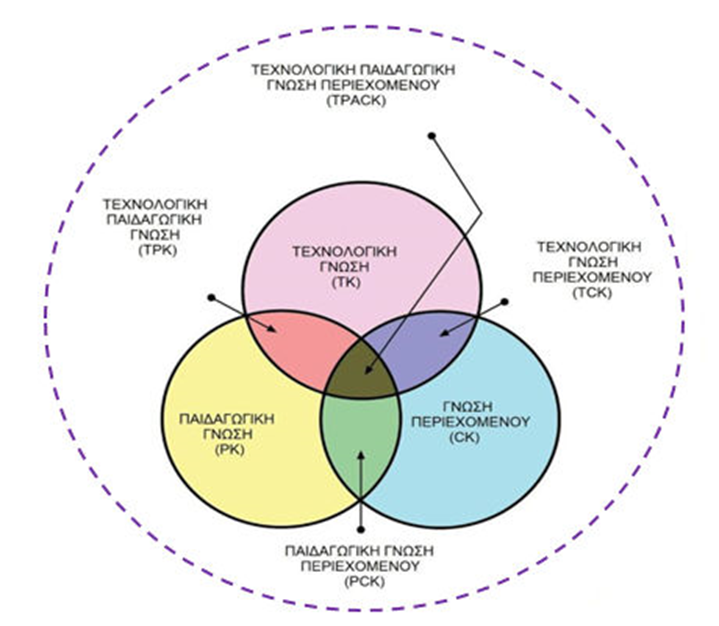 ΤΕΧΝΟΛΟΓΙΚΗ ΠΑΙΔΑΓΩΓΙΚΗ
ΓΝΩΣΗ ΠΕΡΙΕΧΟΜΕΝΟΥ
(TPACK)
ΤΕΧΝΟΛΟΓΙΚΗ
ΠΑΙΔΑΓΩΓΙΚΗ
ΓΝΩΣΗ
(TPK)
ΤΕΧΝΟΛΟΓΙΚΗ
ΓΝΩΣΗ
(TK)
ΤΕΧΝΟΛΟΓΙΚΗ
ΓΝΩΣΗ
ΠΕΡΙΕΧΟΜΕΝΟΥ
(TCK)
ΠΑΙΔΑΓΩΓΙΚΗ
ΓΝΩΣΗ
(PK)
ΓΝΩΣΗ
ΠΕΡΙΕΧΟΜΕΝΟΥ
(CK)
ΠΑΙΔΑΓΩΓΙΚΗ ΓΝΩΣΗ
ΠΕΡΙΕΧΟΜΕΝΟΥ
(PCK)